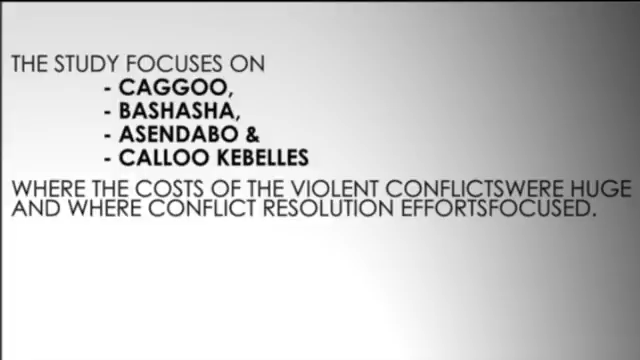 THE STUDY FOCUSES ON
- CAGGOO,
- BASHASHA,
- ASENDABO &
- CALLOO KEBELLES
WHERE THE COSTS OF THE VIOLENT CONFLICTSWERE HUGE
AND WHERE CONFLICT RESOLUTION EFFORTSFOCUSED.